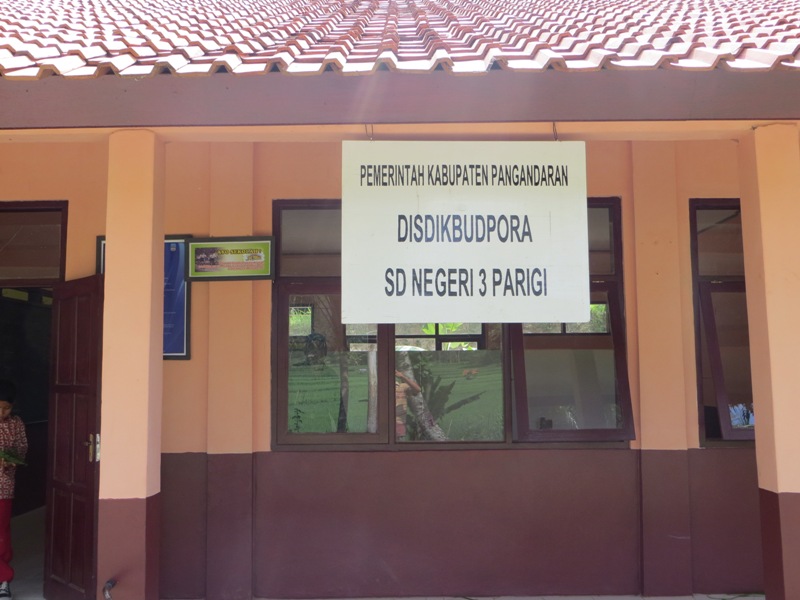 PEMERINTAH KABUPATEN PANGANDARAN
DISDIKBUDPORA
SD NEGERI 3 PARIGI